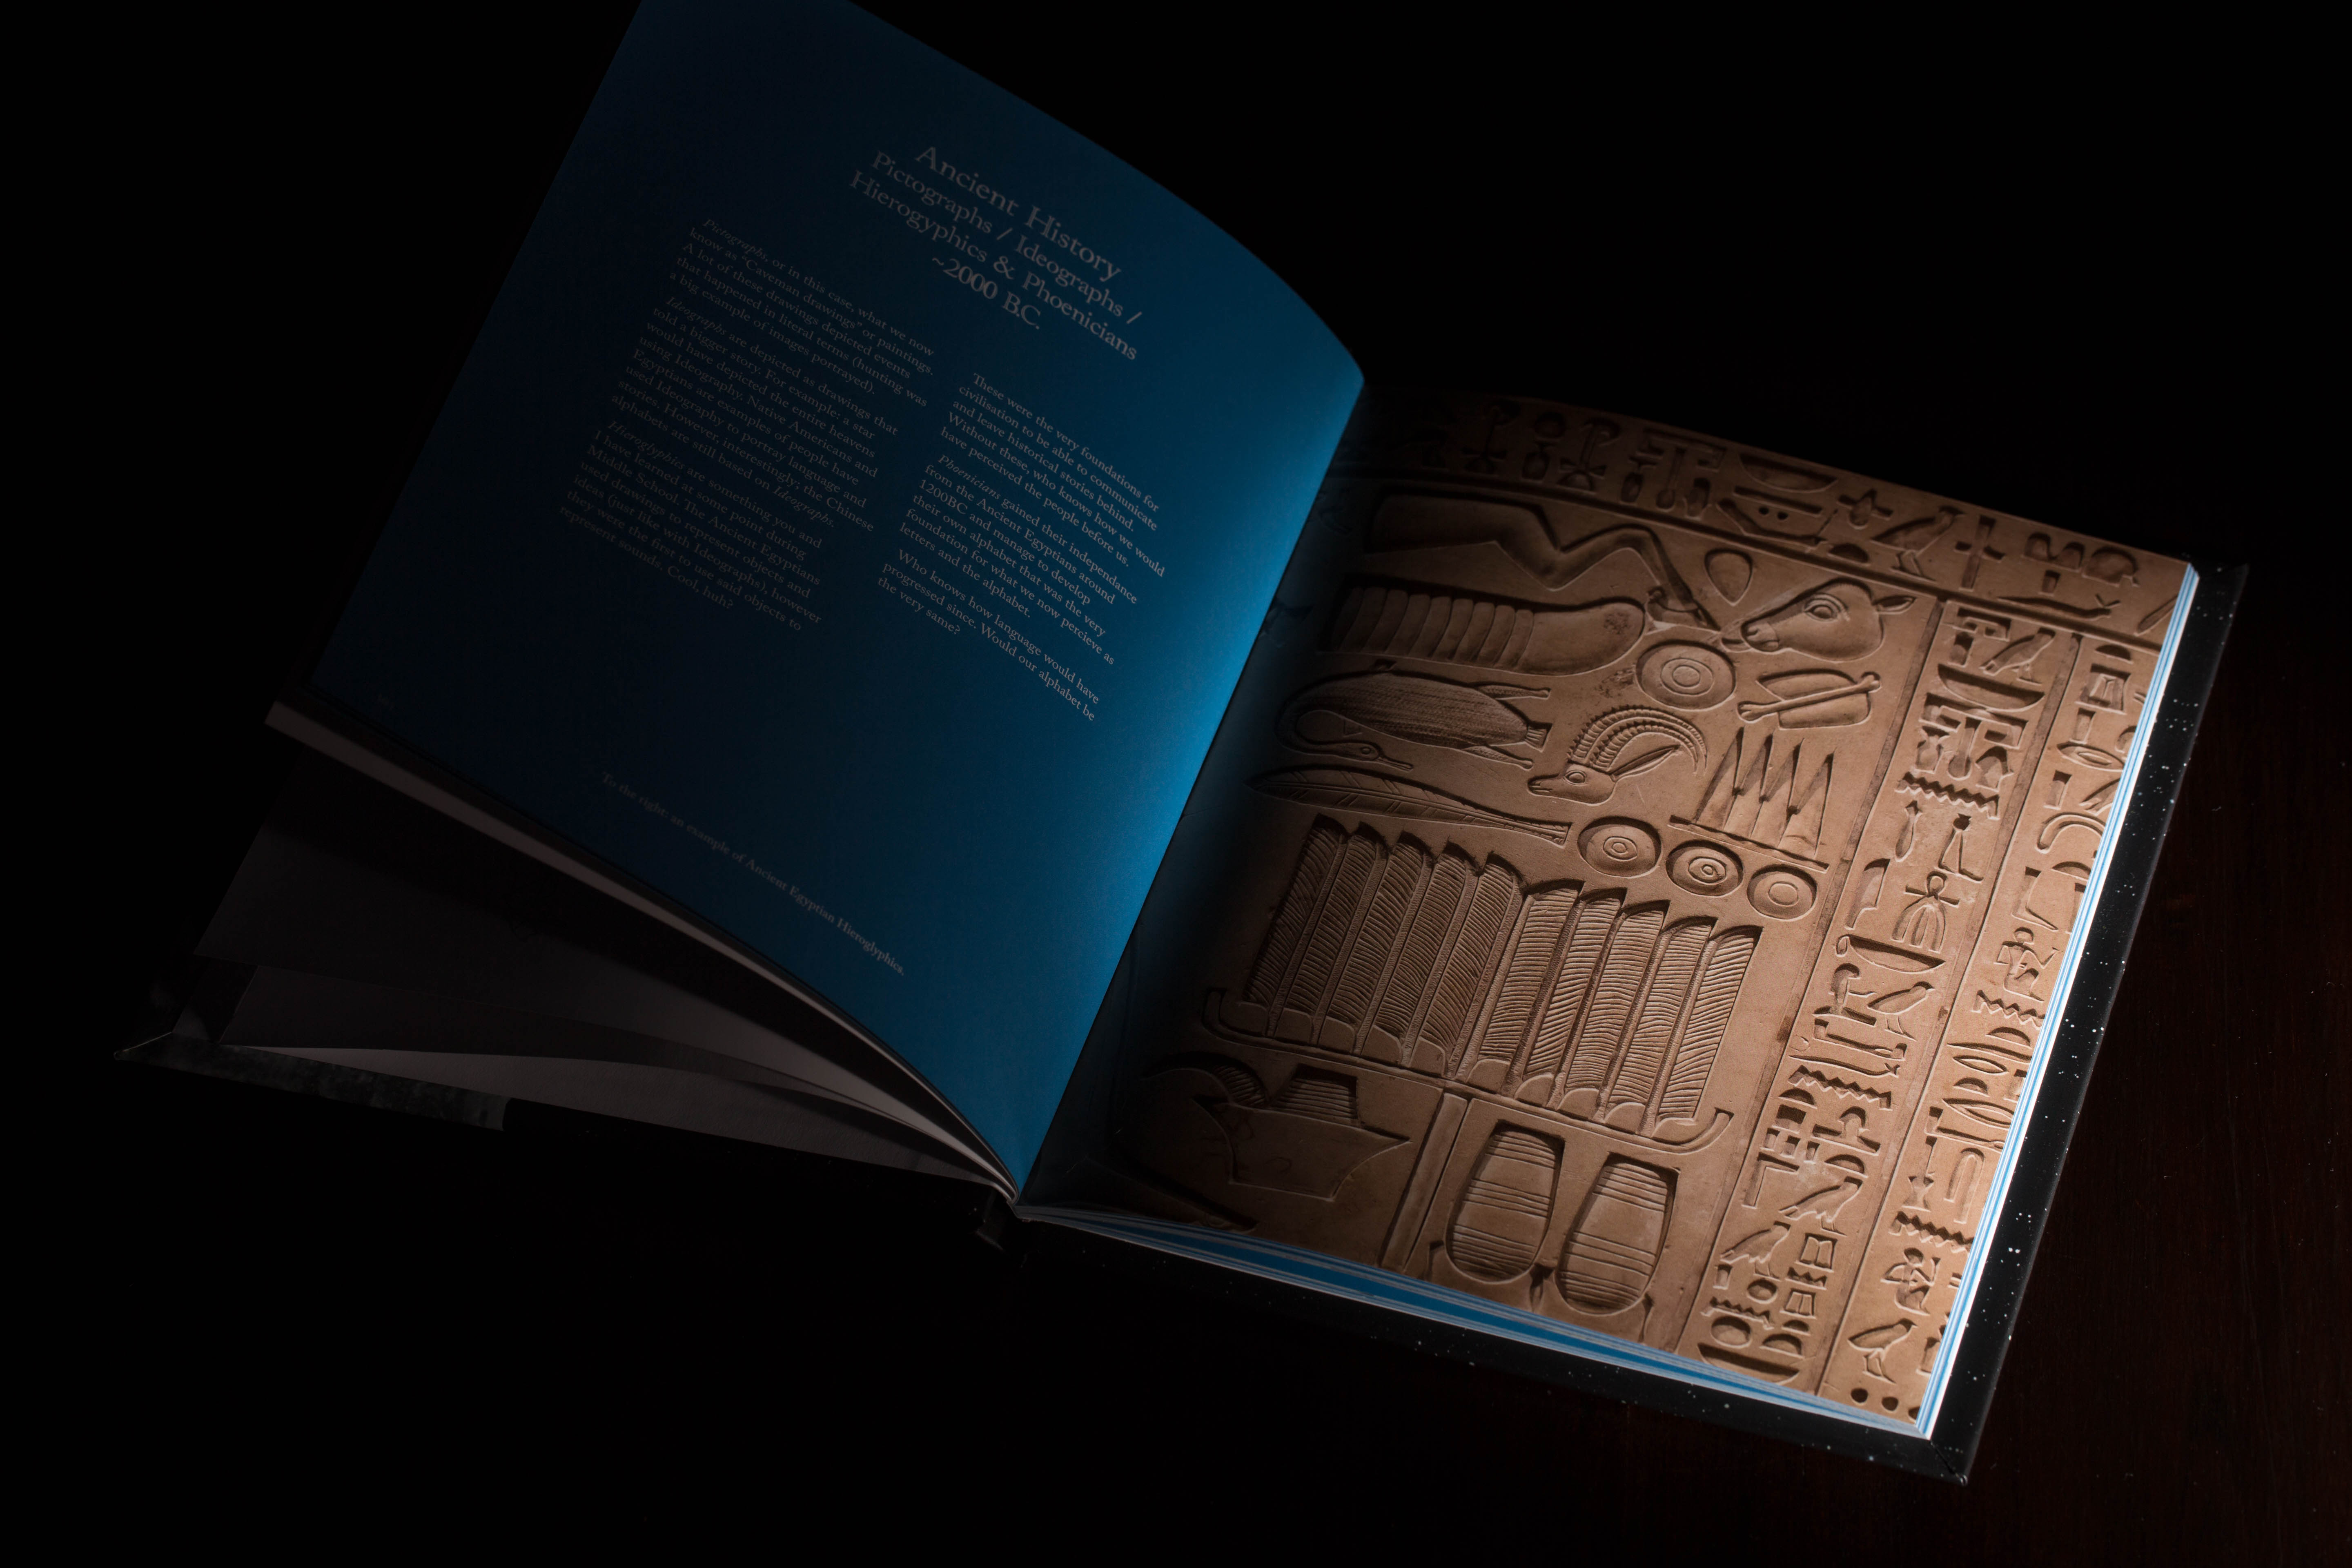 Ancient History
Pictographs / Ideographs /
Hierogyphics & Phoenicians
~2000 B.C.
Pictographs, or in this case, what we now
know as "Caveman drawings" or paintings.
A lot of these drawings depicted events
that happened in literal terms (hunting was
a big example of images portrayed).
Ideographs are depicted as drawings that
told a bigger story. For example: a star
would have depicted the entire heavens
using Ideography. Native Americans and
Egyptians are examples of people have
used Ideography to portray language and
stories. However, interestingly; the Chinese
alphabets are still based on Ideographs.
Hieroglyphics are something you and
I have learned at some point during
Middle School. The Ancient Egyptians
used drawings to represent objects and
ideas (just like with Ideographs), however
they were the first to use said objects to
represent sounds. Cool, huh?
These were the very foundations for
civilisation to be able to communicate
and leave historical stories behind.
Without these, who knows how we would
have perceived the people before us.
Phoenicians gained their independance
from the Ancient Egyptians around
1200BC and manage to develop
their own alphabet that was the very
foundation for what we now percieve as
letters and the alphabet.
Who knows how language would have
progressed since. Would our alphabet be
the very same?
To the right: an example of Ancient Egyptian Hieroglyphics.